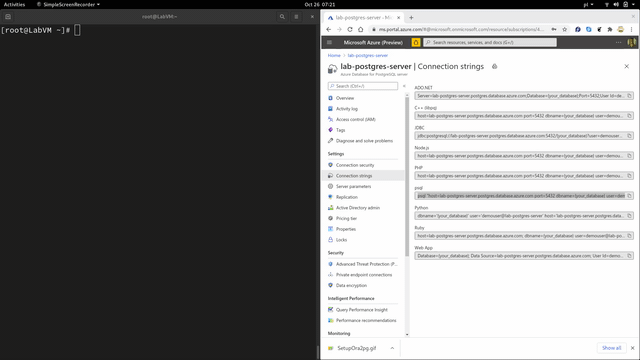 Activities
SimpleScreenRecorder
Oct 26 07:21
pl
root@LabVM:~
[root@LabVM ~]#
lab-postgres-server - Mi
ms.portal.azure.com/#@microsoft.onmicrosoft.com/resource/subscriptions/4
Microsoft Azure (Preview)
Search resources, services, and docs (G+/)
Home > lab-postgres-server
lab-postgres-server | Connection strings
Azure Database for PostgreSQL server
Search (Ctrl+/)
Overview
Activity log
Access control (IAM)
Tags
Diagnose and solve problems
Settings
Connection security
Connection strings
Server parameters
Replication
Active Directory admin
Pricing tier
Properties
Locks
Security
Advanced Threat Protection (P...
Private endpoint connections
Data encryption
Intelligent Performance
Query Performance Insight
Performance recommendations
Monitoring
ADO.NET
Server=lab-postgres-server.postgres.database.azure.com;Database={your_database};Port=5432;User Id=de
C++ (libpq)
host=lab-postgres-server.postgres.database.azure.com port=5432 dbname={your_database} user=demou
JDBC
jdbc:postgresql://lab-postgres-server.postgres.database.azure.com:5432/{your_database}?user=demouser
Node.js
host=lab-postgres-server.postgres.database.azure.com port=5432 dbname={your_database} user=demou
PHP
host=lab-postgres-server.postgres.database.azure.com port=5432 dbname={your_database} user=demou
psql
psql "host=lab-postgres-server.postgres.database.azure.com port=5432 dbname={your_database} user=dem
Python
dbname='{your_database}' user='demouser@lab-postgres-server' host='lab-postgres-server.postgres.data
Ruby
host=lab-postgres-server.postgres.database.azure.com; dbname={your_database} user=demouser@lab-po
Web App
Database={your_database}; Data Source=lab-postgres-server.postgres.database.azure.com; User Id=demo
SetupOra2pg.gif
Show all